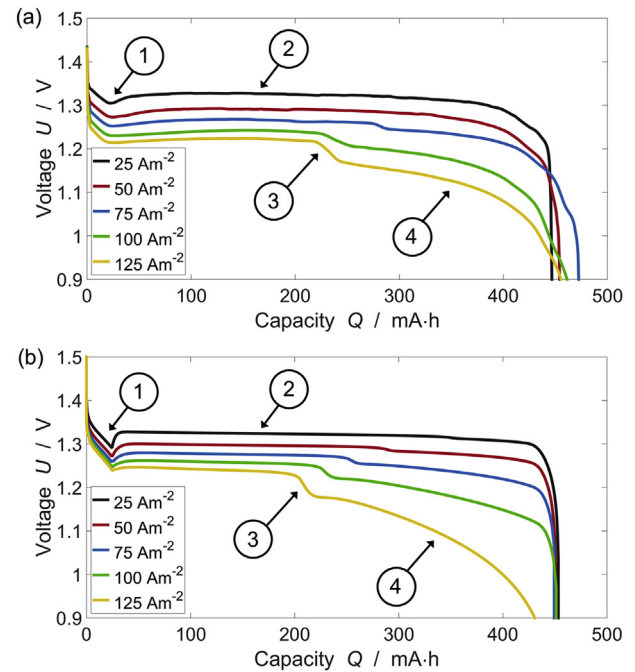 (a)
1.5
1.4
1.3
1.2
1.1
1
0.9
Voltage U / V
1
2
3
4
25 Am-2
50 Am-2
75 Am-2
100 Am-2
125 Am-2
0 100 200 300 400 500
Capacity Q / mA·h
(b)
1.5
1.4
1.3
1.2
1.1
1
0.9
Voltage U / V
1
2
3
4
25 Am-2
50 Am-2
75 Am-2
100 Am-2
125 Am-2
0 100 200 300 400 500
Capacity Q / mA·h